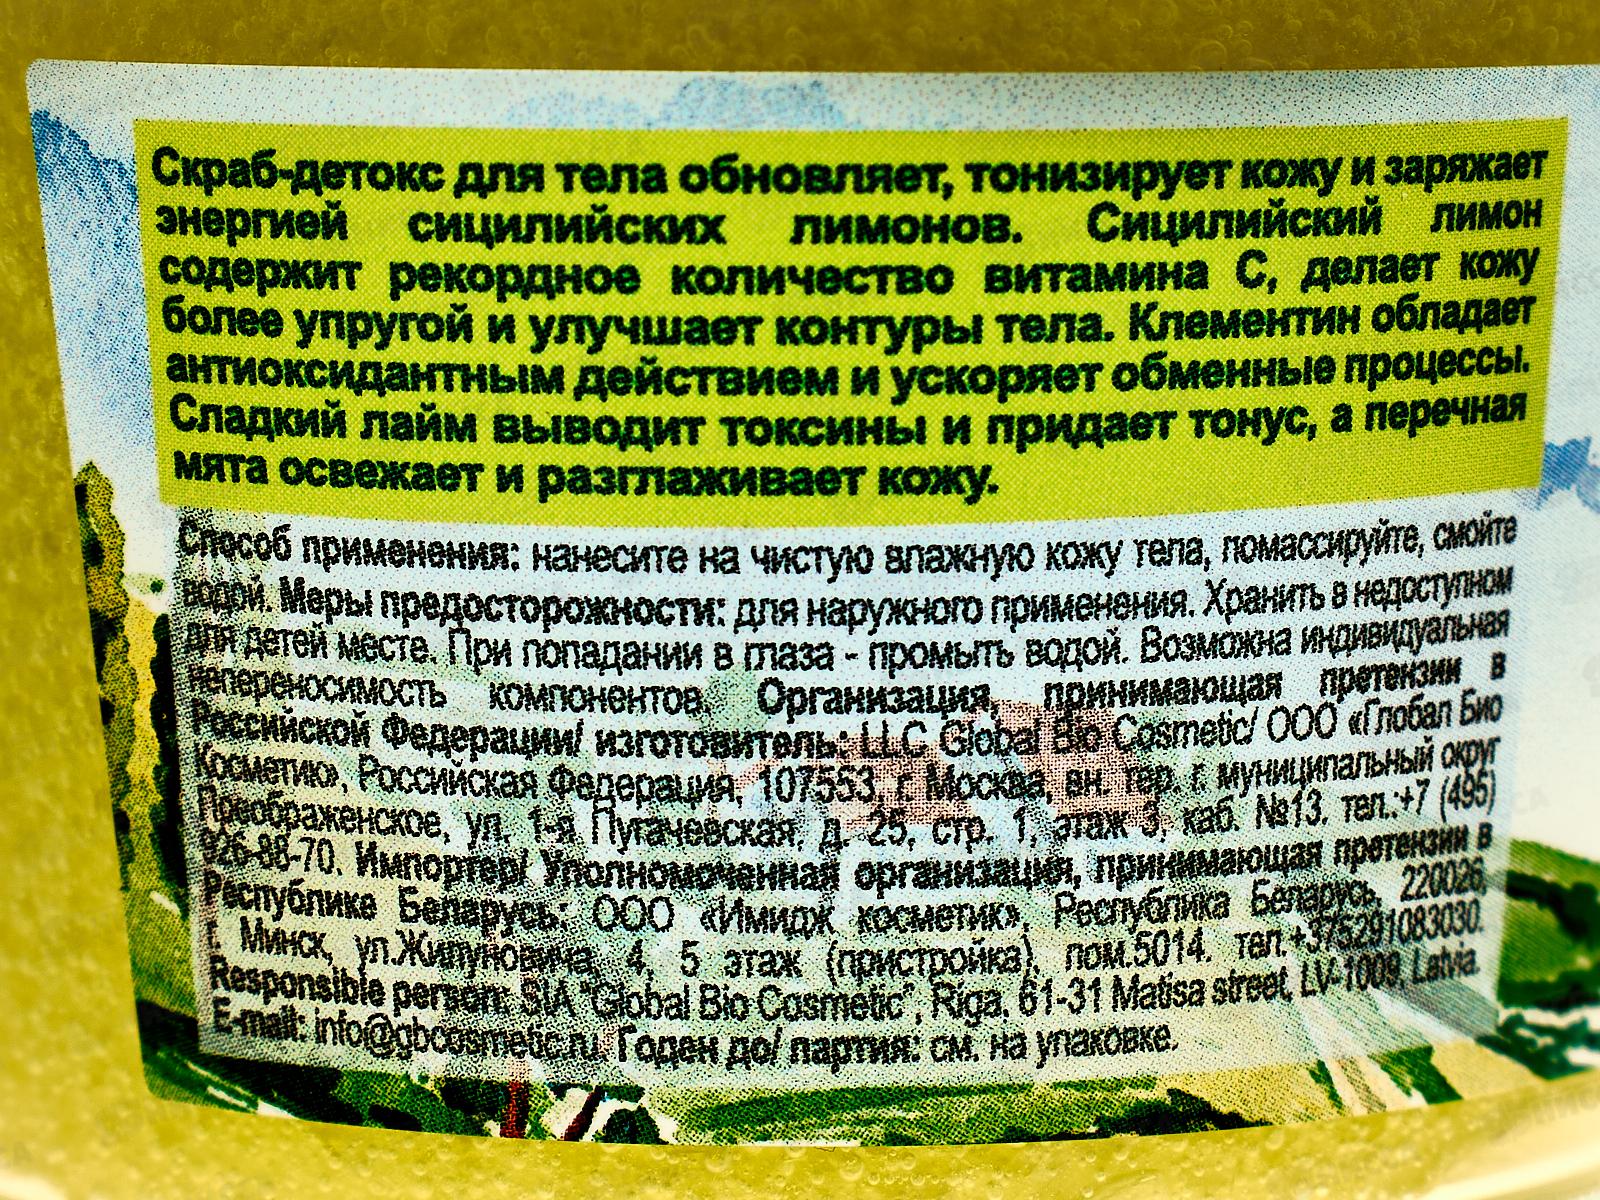 Скраб-детокс для тела обновляет, тонизирует кожу и заряжает
энергией сицилийских лимонов. Сицилийский лимон
содержит рекордное количество витамина С, делает кожу
более упругой и улучшает контуры тела. Клементин обладает
антиоксидантным действием и ускоряет обменные процессы.
Сладкий лайм выводит токсины и придает тонус, а перечная
мята освежает и разглаживает кожу.
Способ применения: нанесите на чистую влажную кожу тела, помассируйте, смойте
водой. Меры предосторожности: для наружного применения. Хранить в недоступном
для детей месте. При попадании в глаза - промыть водой. Возможна индивидуальная
непереносимость компонентов. Организация, принимающая претензии в
Российской Федерации/ изготовитель: LLC Global Bio Cosmetic/ ООО «Глобал Био
Косметик», Российская Федерация, 107553, г. Москва, вн. тер. г. муниципальный округ
Преображенское, ул. 1-я Пугачевская, д. 25, стр. 1, этаж 3, каб. №13. тел.:+7 (495)
926-88-70. Импортер/ Уполномоченная организация, принимающая претензии в
Республике Беларусь: ООО «Имидж косметик», Республика Беларусь, 220026,
г. Минск, ул.Жилуновича, 4, 5 этаж (пристройка), пом.5014. тел.+375291083030.
Responsible person: SIA "Global Bio Cosmetic", Riga, 61-31 Matisa street, LV-1009, Latvia.
E-mail: info@gbcosmetic.ru. Годен до/ партия: см. на упаковке.